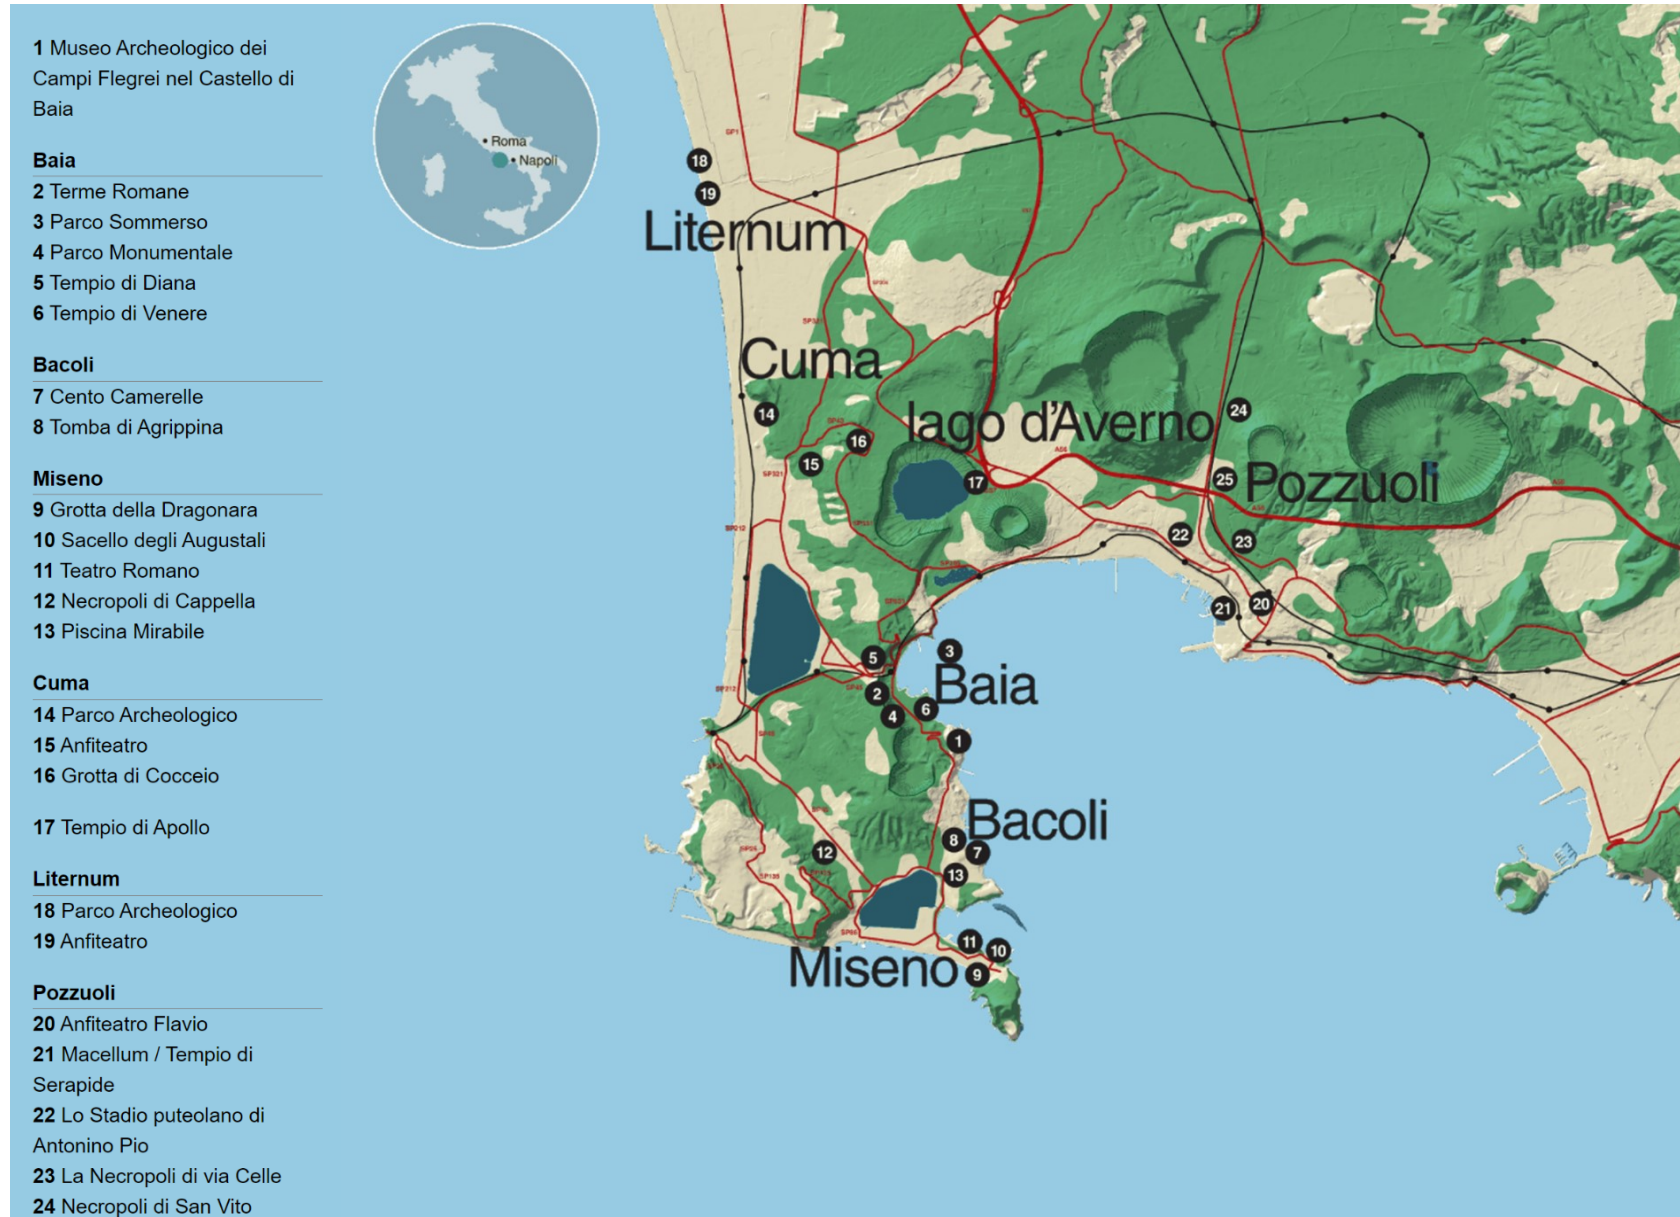 1 Museo Archeologico dei
Campi Flegrei nel Castello di
Baia
Baia
2 Terme Romane
3 Parco Sommerso
4 Parco Monumentale
5 Tempio di Diana
6 Tempio di Venere
Bacoli
7 Cento Camerelle
8 Tomba di Agrippina
Miseno
9 Grotta della Dragonara
10 Sacello degli Augustali
11 Teatro Romano
12 Necropoli di Cappella
13 Piscina Mirabile
Cuma
14 Parco Archeologico
15 Anfiteatro
16 Grotta di Cocceio
17 Tempio di Apollo
Liternum
18 Parco Archeologico
19 Anfiteatro
Pozzuoli
20 Anfiteatro Flavio
21 Macellum / Tempio di
Serapide
22 Lo Stadio puteolano di
Antonino Pio
23 La Necropoli di via Celle
24 Necropoli di San Vito
Roma
Napoli
SP1
18
19
Liternum
Cuma
14
15
16
lago d'Averno
17
24
25
Pozzuoli
22
23
21
20
SP321
SP212
SP212
5
3
Baia
2
4
6
1
Bacoli
8
7
12
13
11
10
Miseno
9